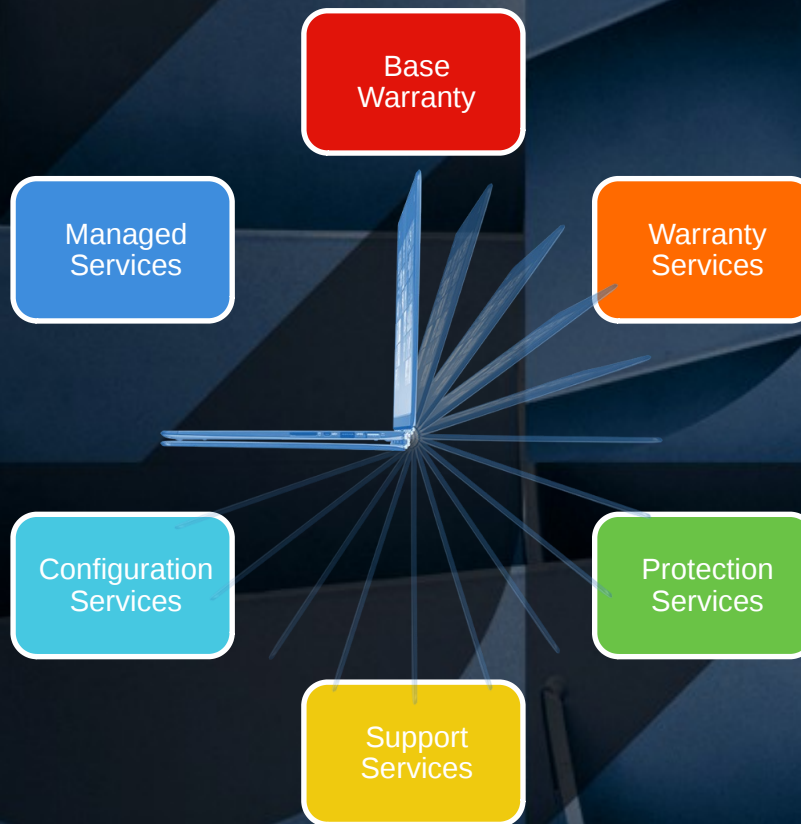 Base
Warranty
Managed
Services
Warranty
Services
Configuration
Services
Protection
Services
Support
Services